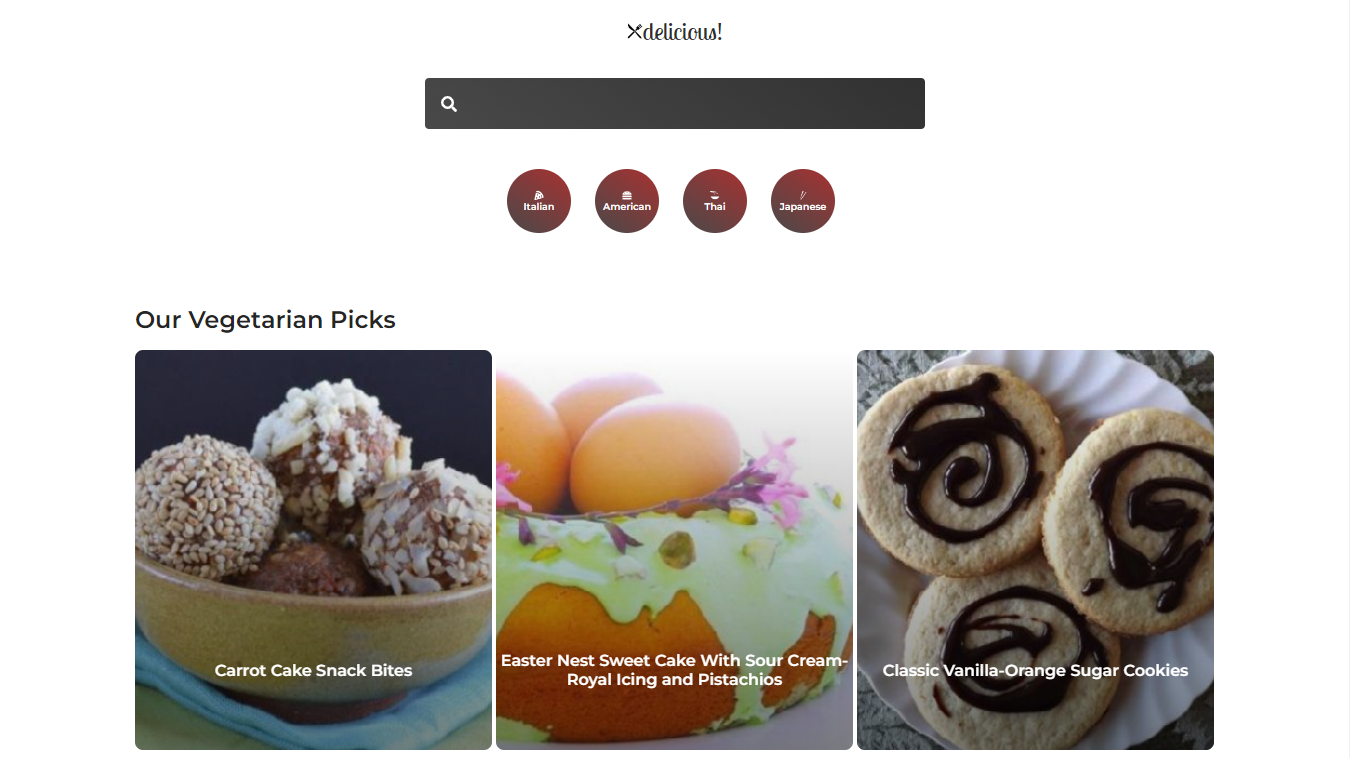 delicious!
Italian
American
Thai
Japanese
Our Vegetarian Picks
Carrot Cake Snack Bites
Easter Nest Sweet Cake With Sour Cream-
Royal Icing and Pistachios
Classic Vanilla-Orange Sugar Cookies